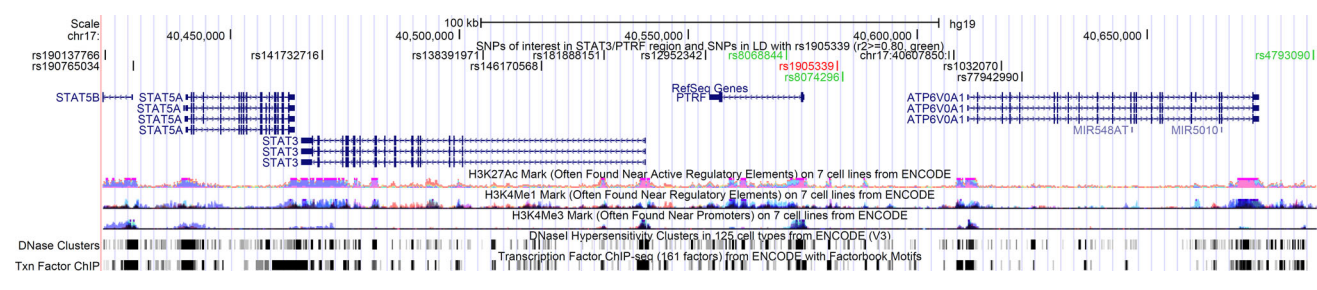 Scale 100 kb hg19
chr17: 40,450,000 40,500,000 40,550,000 40,600,000 40,650,000
SNPs of interest in STAT3/PTRF region and SNPs in LD with rs1905339 (r2>=0.80, green)
rs190137766 rs141732716 rs138391971 rs181888151 rs12952342 rs8068844 chr17:40607850:I rs4793090
rs190765034 rs146170568 rs1905339 rs1032070
rs8074296 rs77942990
RefSeq Genes
STAT5B STAT5A PTRF ATP6V0A1
STAT5A ATP6V0A1
STAT5A ATP6V0A1
STAT5A MIR548AT MIR5010
STAT3
STAT3
STAT3
H3K27Ac Mark (Often Found Near Active Regulatory Elements) on 7 cell lines from ENCODE
H3K4Me1 Mark (Often Found Near Regulatory Elements) on 7 cell lines from ENCODE
H3K4Me3 Mark (Often Found Near Promoters) on 7 cell lines from ENCODE
DNaseI Hypersensitivity Clusters in 125 cell types from ENCODE (V3)
DNase Clusters
Transcription Factor ChIP-seq (161 factors) from ENCODE with Factorbook Motifs
Txn Factor ChIP